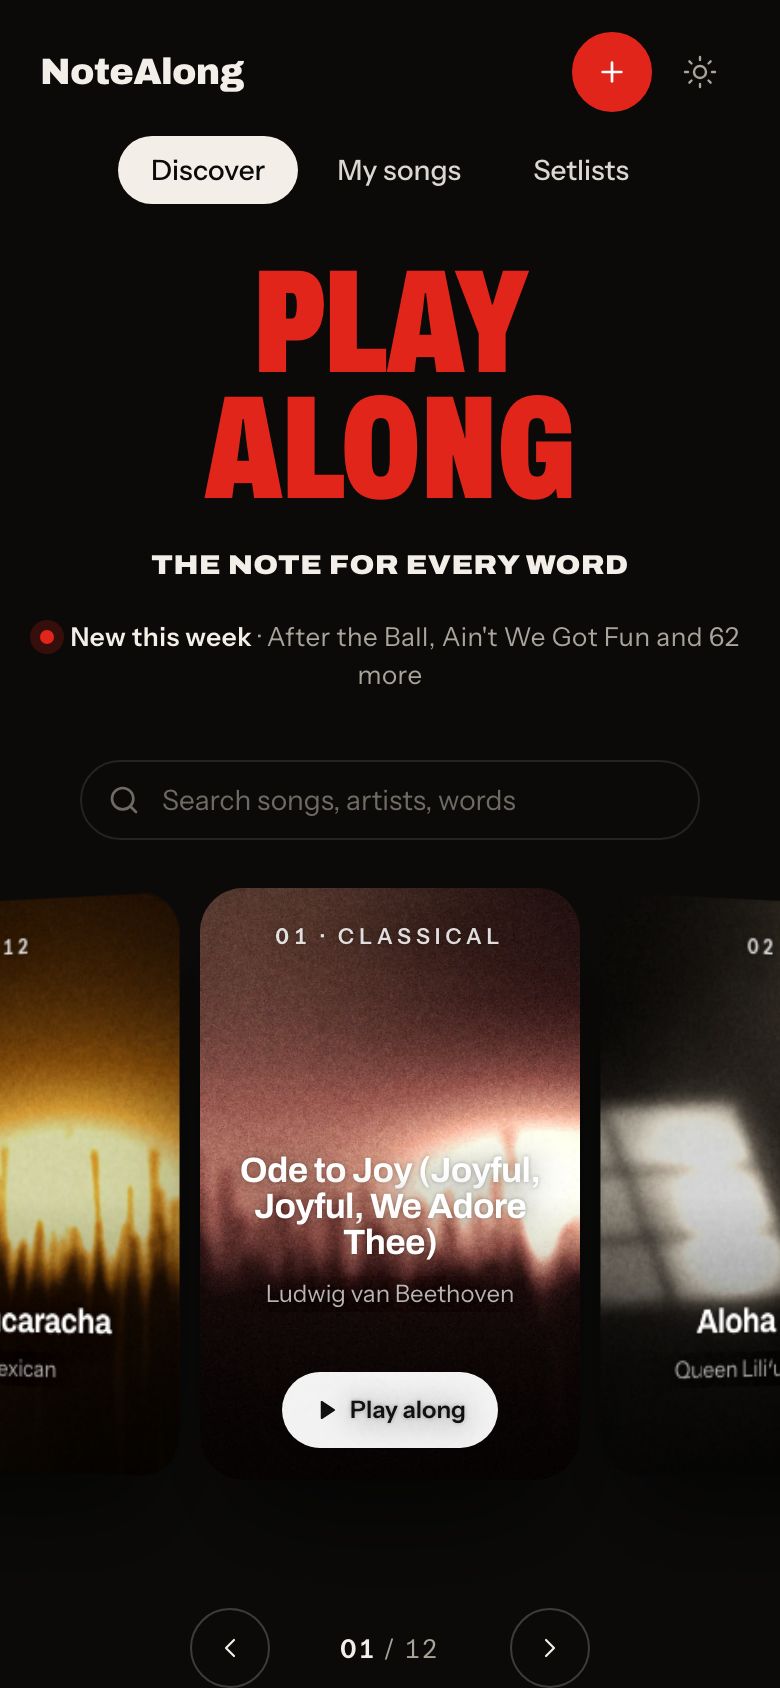 NoteAlong
Discover
My songs
Setlists
PLAY
ALONG
THE NOTE FOR EVERY WORD
New this week · After the Ball, Ain't We Got Fun and 62
more
Search songs, artists, words
12
caracha
exican
01 · CLASSICAL
Ode to Joy (Joyful,
Joyful, We Adore
Thee)
Ludwig van Beethoven
Play along
02
Aloha
Queen Lili‘u
01 / 12